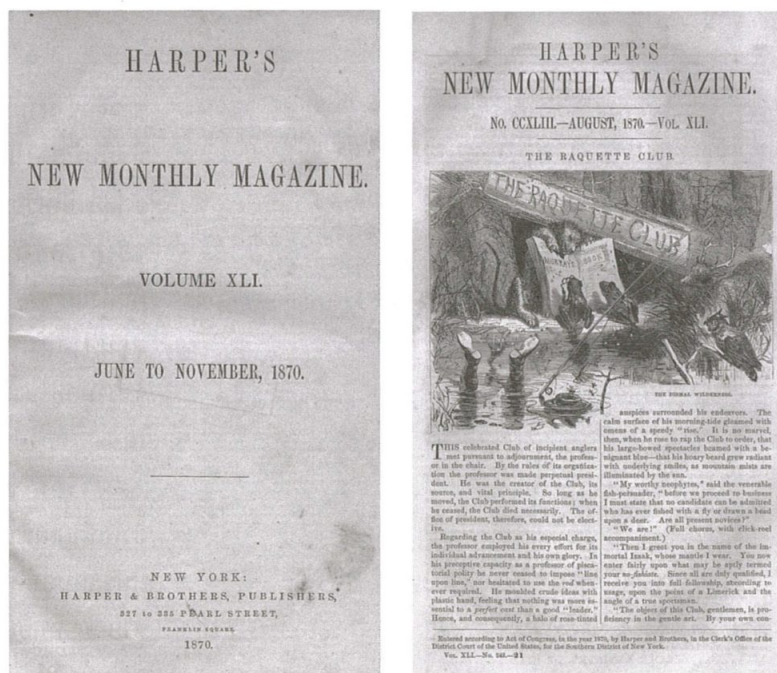 HARPER'S
NEW MONTHLY MAGAZINE.
VOLUME XLI.
JUNE TO NOVEMBER, 1870.
NEW YORK:
HARPER & BROTHERS, PUBLISHERS,
327 to 335 PEARL STREET,
FRANKLIN SQUARE.
1870.
HARPER'S
NEW MONTHLY MAGAZINE.
No. CCXLIII.—AUGUST, 1870.—Vol. XLI.
THE RAQUETTE CLUB.
THE RAQUETTE CLUB
THE DISMAL WILDERNESS.
THIS celebrated Club of incipient anglers
met pursuant to adjournment, the profess-
or in the chair. By the rules of its organiza-
tion the professor was made perpetual presi-
dent. He was the creator of the Club, its
source, and vital principle. So long as he
moved, the Club performed its functions; when
he ceased, the Club died necessarily. The of-
fice of president, therefore, could not be elect-
ive.
Regarding the Club as his especial charge,
the professor employed his every effort for its
individual advancement and his own glory. In
his preceptive capacity as a professor of pisca-
torial polity he never ceased to impose "line
upon line," nor hesitated to use the rod when-
ever required. He moulded crude ideas with
plastic hand, feeling that nothing was more es-
sential to a perfect cast than a good "leader."
Hence, and consequently, a halo of rose-tinted
auspices surrounded his endeavors. The
calm surface of his morning-tide gleamed with
omens of a speedy "rise." It is no marvel,
then, when he rose to rap the Club to order, that
his large-bowed spectacles beamed with a be-
nignant blue—that his hoary beard grew radiant
with underlying smiles, as mountain mists are
illuminated by the sun.
"My worthy neophytes," said the venerable
fish-persuader, "before we proceed to business
I must state that no candidate can be admitted
who has ever fished with a fly or drawn a bead
upon a deer. Are all present novices?"
"We are!" (Full chorus, with click-reel
accompaniment.)
"Then I greet you in the name of the im-
mortal Izaak, whose mantle I wear. You now
enter fairly upon what may be aptly termed
your no-fishiate. Since all are duly qualified, I
receive you into full fellowship, according to
usage, upon the point of a Limerick and the
angle of a true specimen.
"The object of this Club, gentlemen, is pro-
ficiency in the gentle art. By your own con-
Entered according to Act of Congress, in the year 1870, by Harper and Brothers, in the Clerk's Office of the
District Court of the United States, for the Southern District of New York.
Vol. XLI.—No. 243.—21